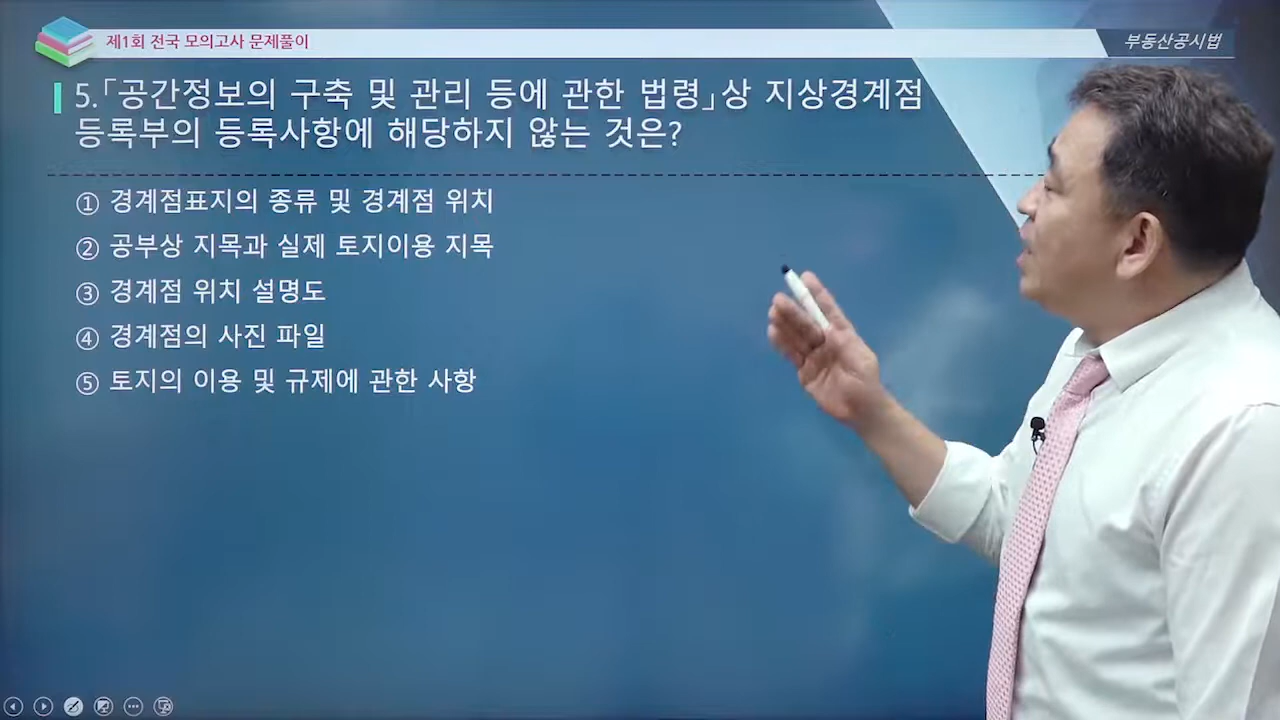 제1회 전국 모의고사 문제풀이
부동산공시법
5.「공간정보의 구축 및 관리 등에 관한 법령」상 지상경계점
등록부의 등록사항에 해당하지 않는 것은?
① 경계점표지의 종류 및 경계점 위치
② 공부상 지목과 실제 토지이용 지목
③ 경계점 위치 설명도
④ 경계점의 사진 파일
⑤ 토지의 이용 및 규제에 관한 사항